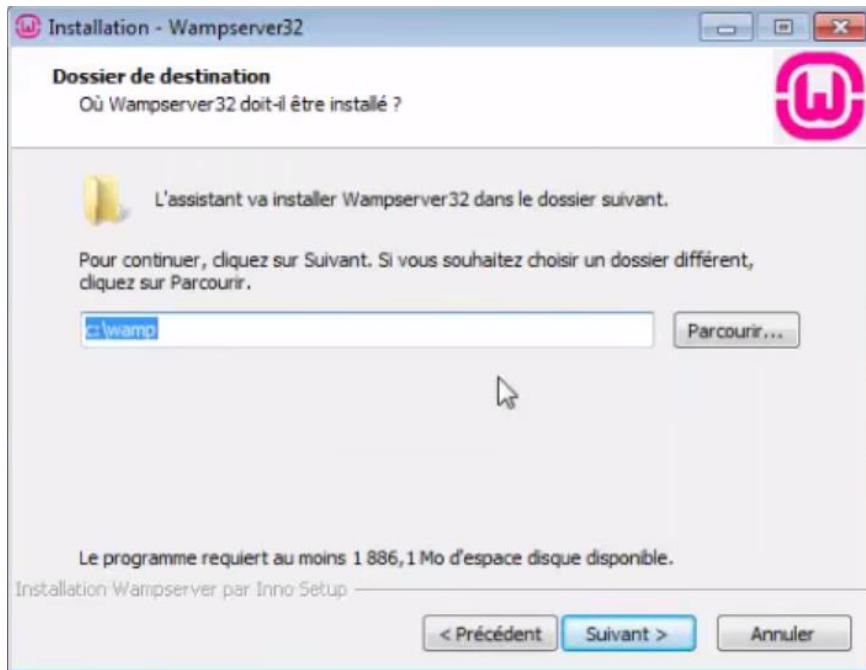 Installation - Wampserver32
Dossier de destination
Où Wampserver32 doit-il être installé ?
L'assistant va installer Wampserver32 dans le dossier suivant.
Pour continuer, cliquez sur Suivant. Si vous souhaitez choisir un dossier différent,
cliquez sur Parcourir.
c:\wamp
Parcourir...
Le programme requiert au moins 1 886,1 Mo d'espace disque disponible.
Installation Wampserver par Inno Setup
< Précédent
Suivant >
Annuler